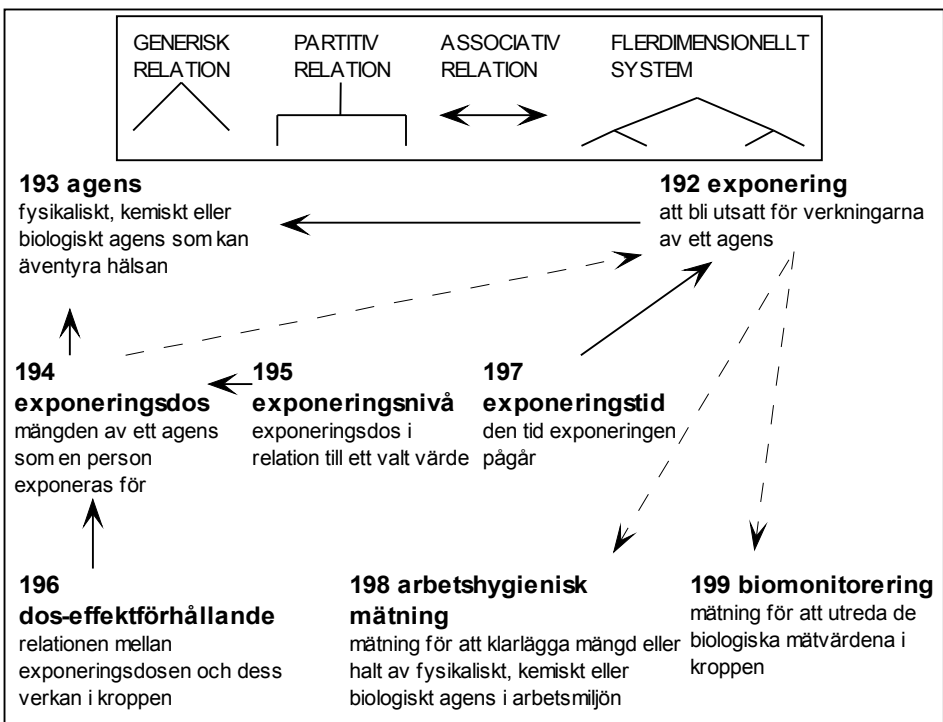 GENERISK
RELATION
PARTITIV
RELATION
ASSOCIATIV
RELATION
FLERDIMENSIONELLT
SYSTEM
193 agens
fysikaliskt, kemiskt eller
biologiskt agens som kan
äventyra hälsan
192 exponering
att bli utsatt för verkningarna
av ett agens
194
exponeringsdos
mängden av ett agens
som en person
exponeras för
195
exponeringsnivå
exponeringsdos i
relation till ett valt värde
197
exponeringstid
den tid exponeringen
pågår
196
dos-effektförhållande
relationen mellan
exponeringsdosen och dess
verkan i kroppen
198 arbetshygienisk
mätning
mätning för att klarlägga mängd eller
halt av fysikaliskt, kemiskt eller
biologiskt agens i arbetsmiljön
199 biomonitorering
mätning för att utreda de
biologiska mätvärdena i
kroppen